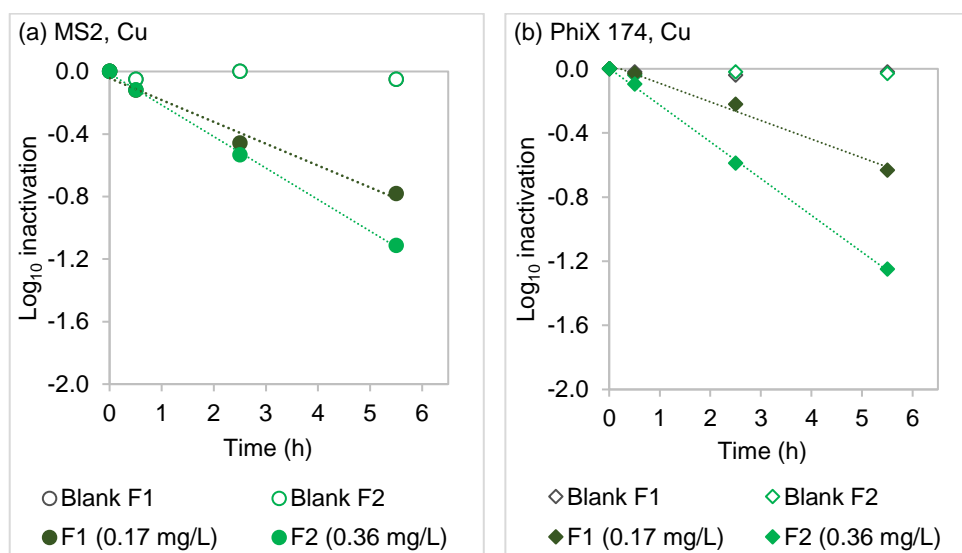 (a) MS2, Cu
0.0
-0.4
-0.8
-1.2
-1.6
-2.0
Log10 inactivation
0 1 2 3 4 5 6
Time (h)
Blank F1 Blank F2
F1 (0.17 mg/L) F2 (0.36 mg/L)
(b) PhiX 174, Cu
0.0
-0.4
-0.8
-1.2
-1.6
-2.0
Log10 inactivation
0 1 2 3 4 5 6
Time (h)
Blank F1 Blank F2
F1 (0.17 mg/L) F2 (0.36 mg/L)